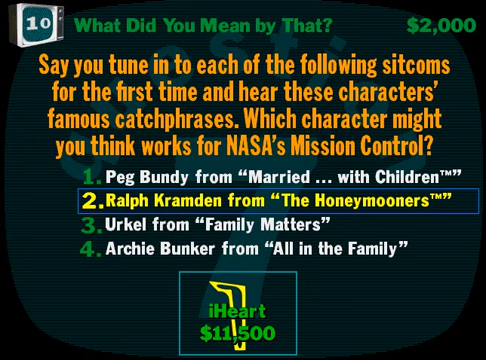 10 What Did You Mean by That? $2,000
Say you tune in to each of the following sitcoms
for the first time and hear these characters'
famous catchphrases. Which character might
you think works for NASA's Mission Control?
1. Peg Bundy from “Married ... with Children™”
2. Ralph Kramden from “The Honeymooners™”
3. Urkel from “Family Matters”
4. Archie Bunker from “All in the Family”
iHeart
$11,500